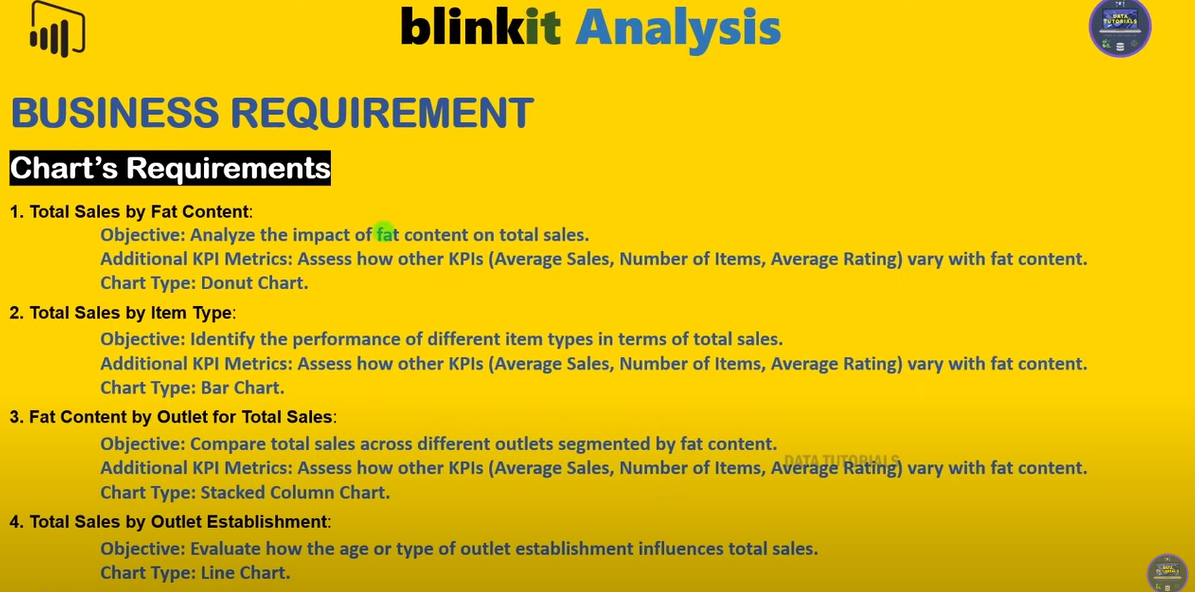 blinkit Analysis
DATA TUTORIALS
BUSINESS REQUIREMENT
Chart's Requirements
1. Total Sales by Fat Content:
Objective: Analyze the impact of fat content on total sales.
Additional KPI Metrics: Assess how other KPIs (Average Sales, Number of Items, Average Rating) vary with fat content.
Chart Type: Donut Chart.
2. Total Sales by Item Type:
Objective: Identify the performance of different item types in terms of total sales.
Additional KPI Metrics: Assess how other KPIs (Average Sales, Number of Items, Average Rating) vary with fat content.
Chart Type: Bar Chart.
3. Fat Content by Outlet for Total Sales:
Objective: Compare total sales across different outlets segmented by fat content.
DATA TUTORIALS
Additional KPI Metrics: Assess how other KPIs (Average Sales, Number of Items, Average Rating) vary with fat content.
Chart Type: Stacked Column Chart.
4. Total Sales by Outlet Establishment:
Objective: Evaluate how the age or type of outlet establishment influences total sales.
Chart Type: Line Chart.